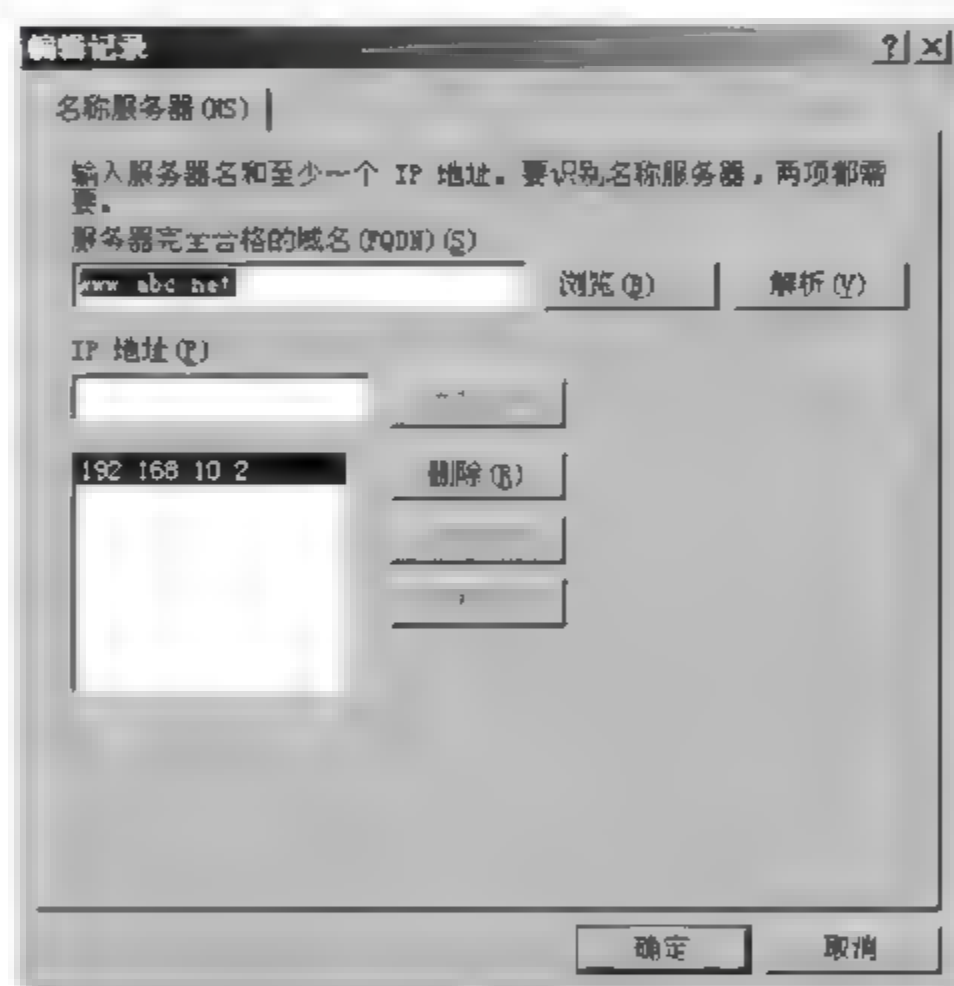 编辑记录
名称服务器(NS)
输入服务器名和至少一个 IP 地址。要识别名称服务器，两项都需
要。
服务器完全合格的域名(FQDN)(S)
www abc net
浏览(B)
解析(V)
IP 地址(P)
192 168 10 2
删除(R)
确定
取消